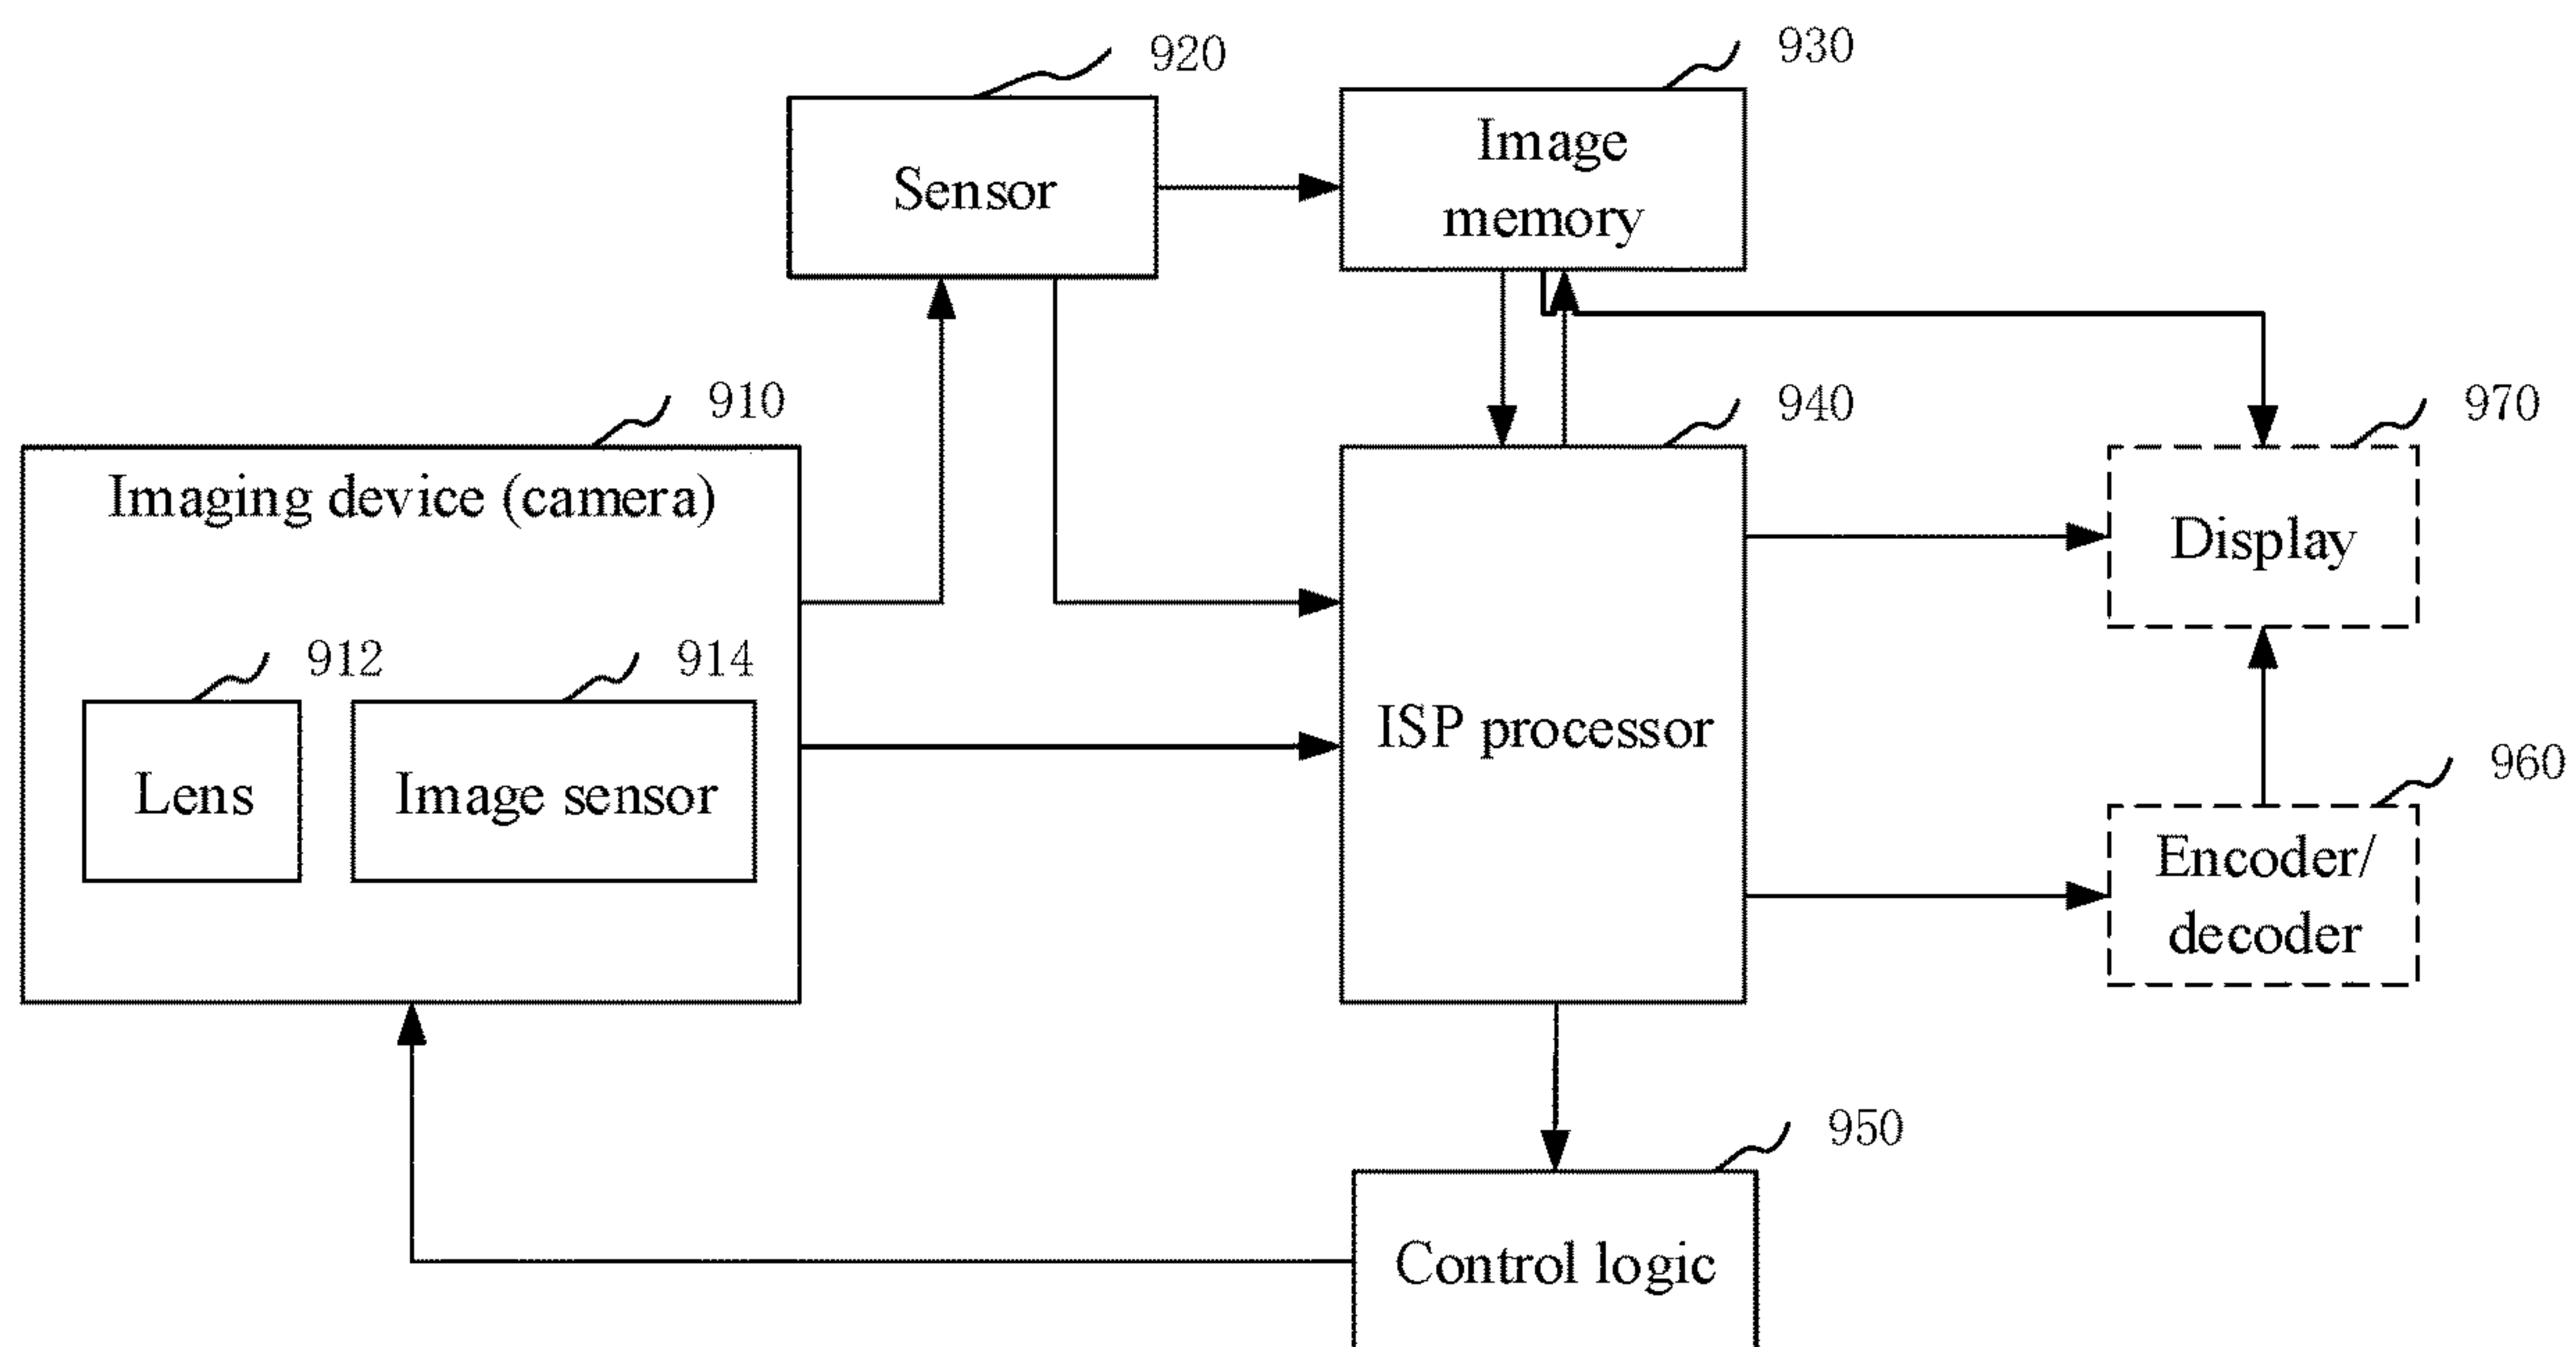 920
930
Sensor
Image
memory
910
940
970
Imaging device (camera)
Display
912
914
Lens
Image sensor
ISP processor
960
Encoder/
decoder
950
Control logic